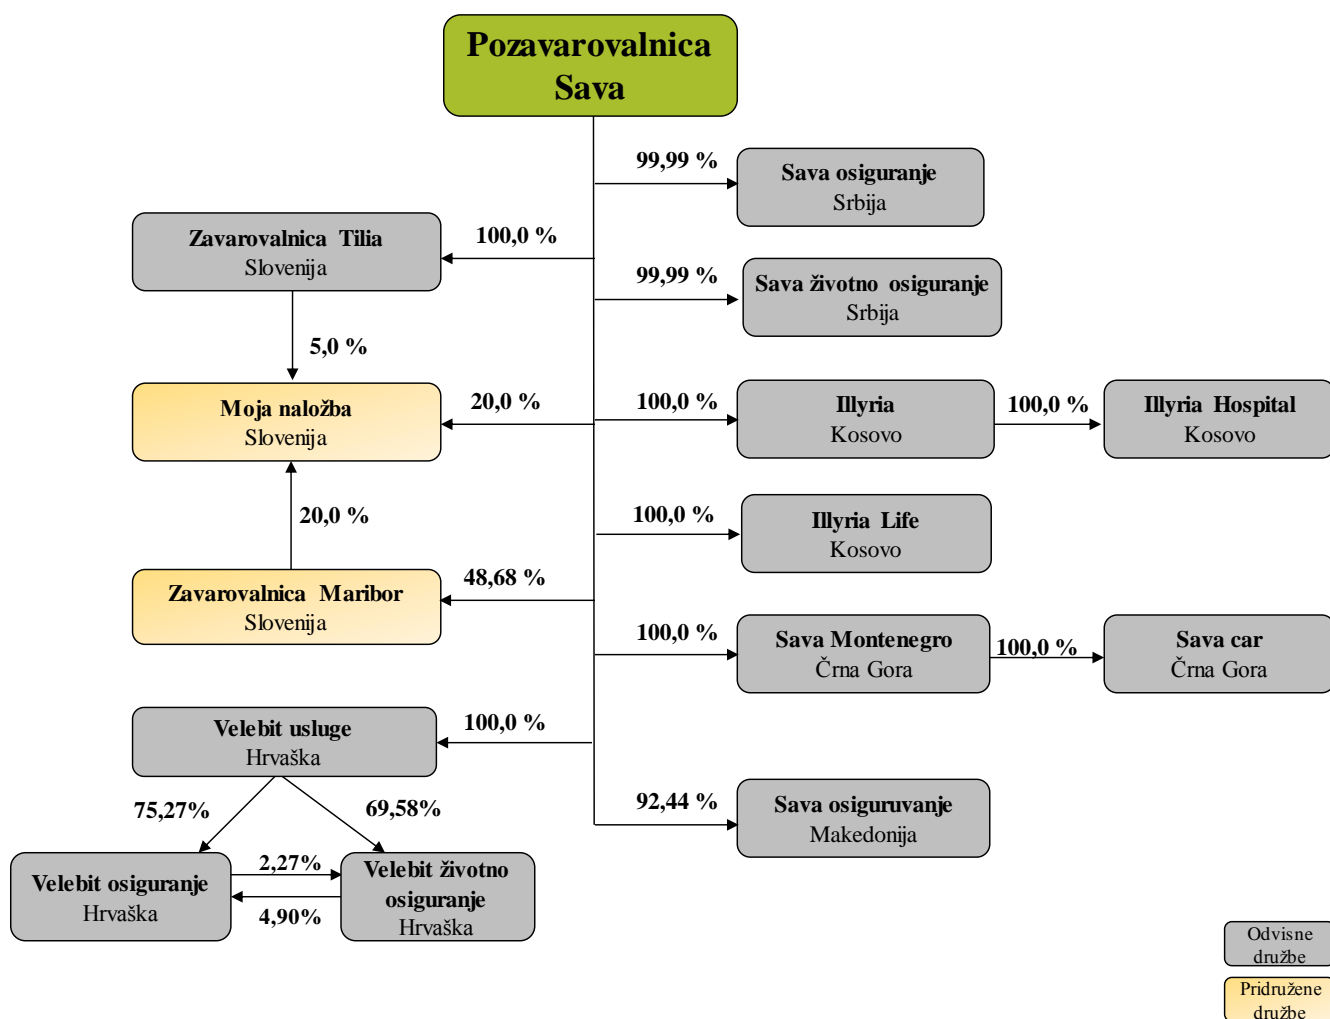 Pozavarovalnica
Sava
99,99 %
Sava osiguranje
Srbija
Zavarovalnica Tilia
Slovenija
100,0 %
99,99 %
Sava životno osiguranje
Srbija
5,0 %
Moja naložba
Slovenija
20,0 %
100,0 %
Illyria
Kosovo
100,0 %
Illyria Hospital
Kosovo
20,0 %
100,0 %
Illyria Life
Kosovo
Zavarovalnica Maribor
Slovenija
48,68 %
100,0 %
Sava Montenegro
Črna Gora
100,0 %
Sava car
Črna Gora
Velebit usluge
Hrvaška
100,0 %
75,27%
69,58%
92,44 %
Sava osiguruvanje
Makedonija
Velebit osiguranje
Hrvaška
2,27%
4,90%
Velebit životno
osiguranje
Hrvaška
Odvisne
družbe
Pridružene
družbe